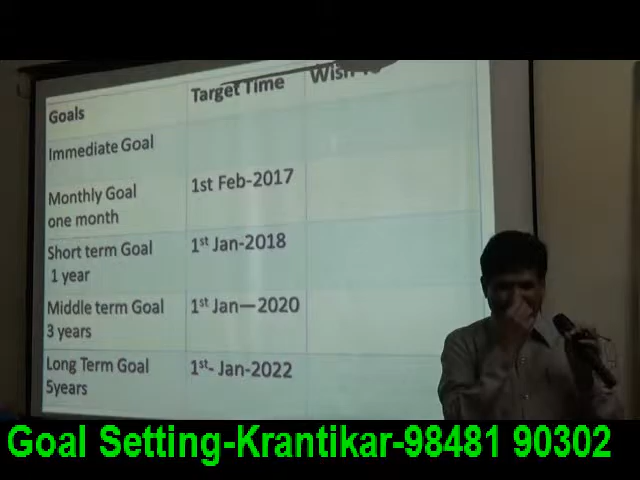 Goals Target Time Wish To
Immediate Goal
Monthly Goal 1st Feb-2017
one month
Short term Goal 1st Jan-2018
1 year
Middle term Goal 1st Jan—2020
3 years
Long Term Goal 1st- Jan-2022
5years
Goal Setting-Krantikar-98481 90302